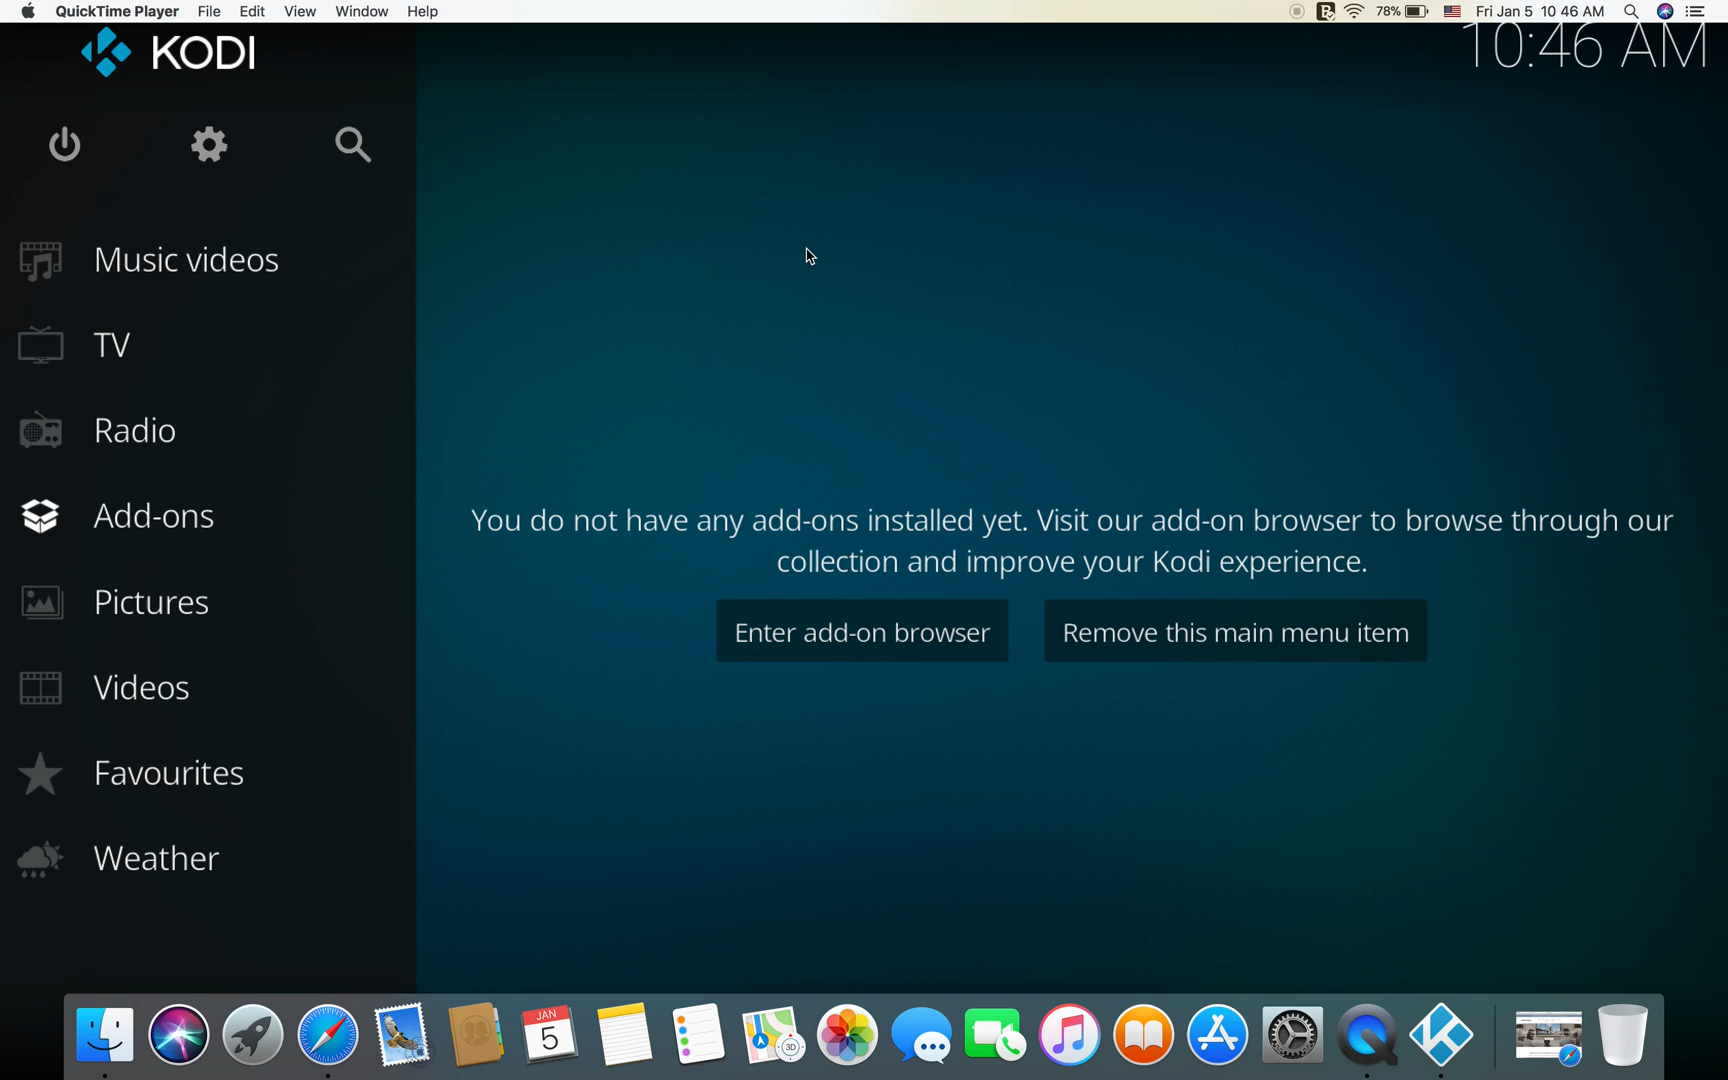 QuickTime Player File Edit View Window Help 78% Fri Jan 5 10 46 AM
KODI
10:46 AM
Music videos
TV
Radio
Add-ons
Pictures
Videos
Favourites
Weather
You do not have any add-ons installed yet. Visit our add-on browser to browse through our
collection and improve your Kodi experience.
Enter add-on browser Remove this main menu item
JAN
5
3D